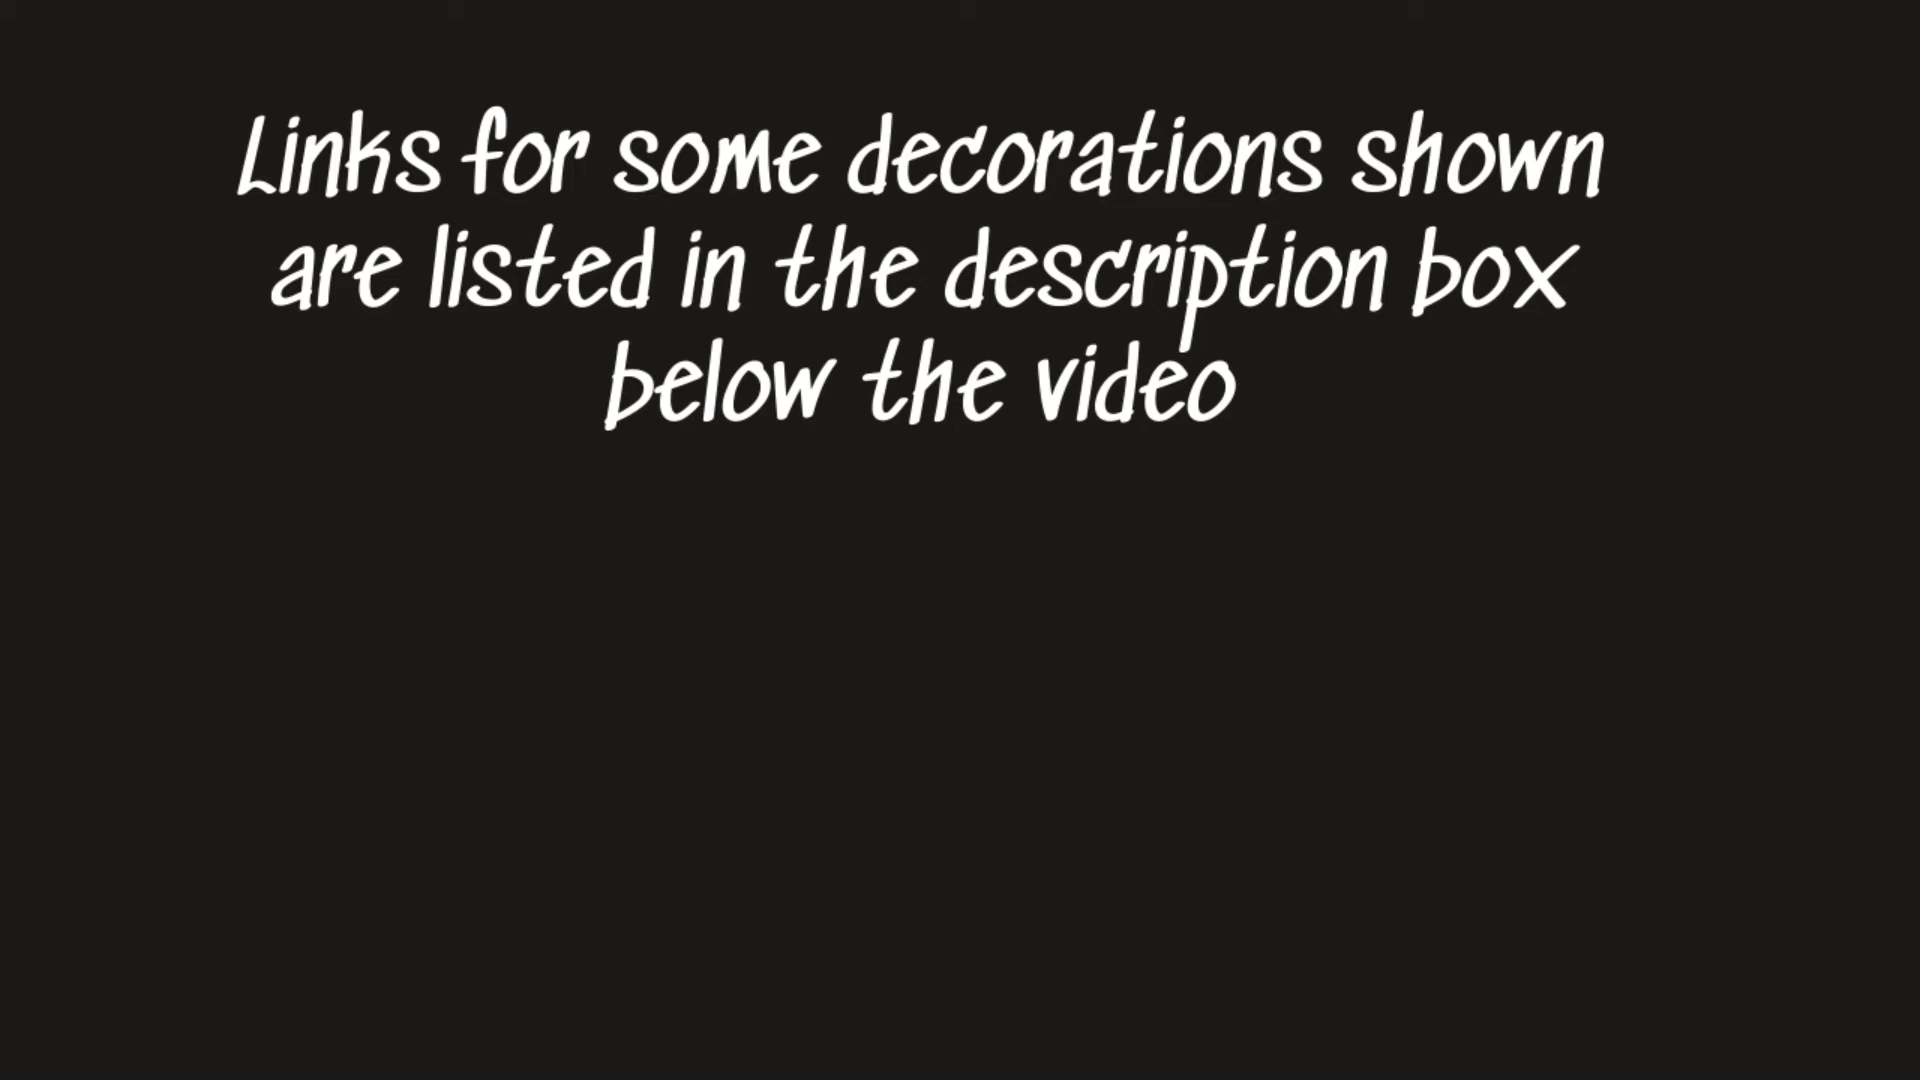 Links for some decorations shown
are listed in the description box
below the video